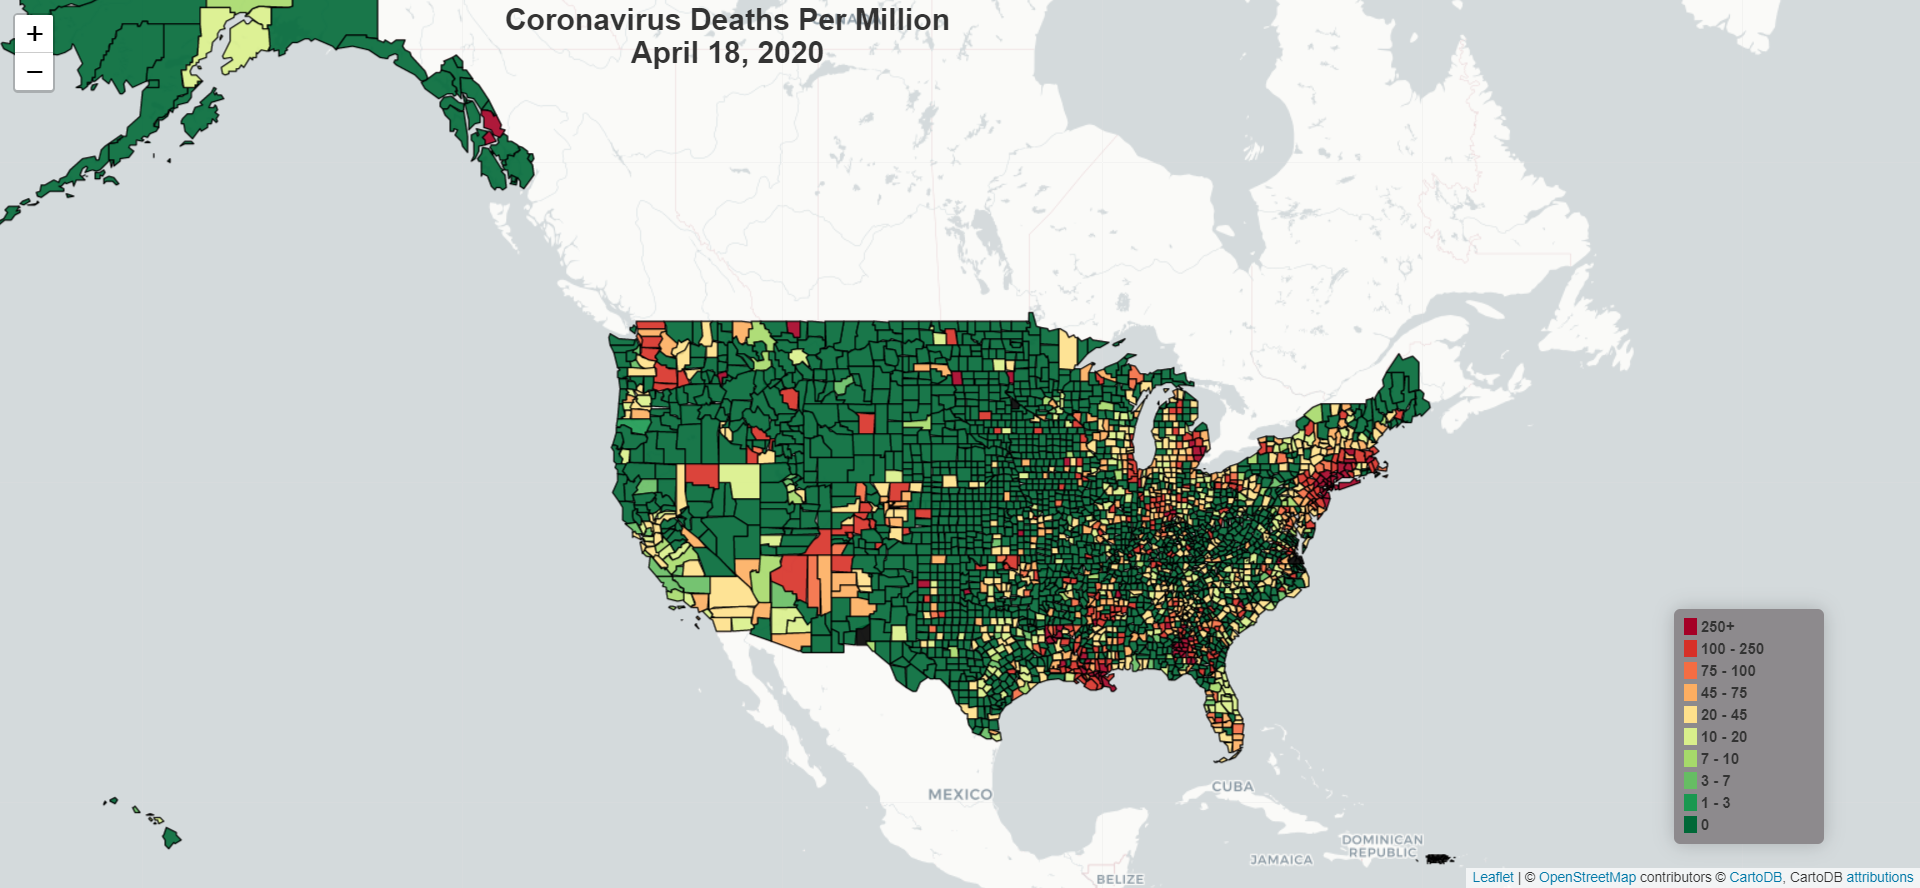 +
−
CANADA
Coronavirus Deaths Per Million
April 18, 2020
250+
100 - 250
75 - 100
45 - 75
20 - 45
10 - 20
7 - 10
3 - 7
1 - 3
0
MEXICO
CUBA
DOMINICAN
REPUBLIC
JAMAICA
BELIZE
Leaflet | © OpenStreetMap contributors © CartoDB, CartoDB attributions